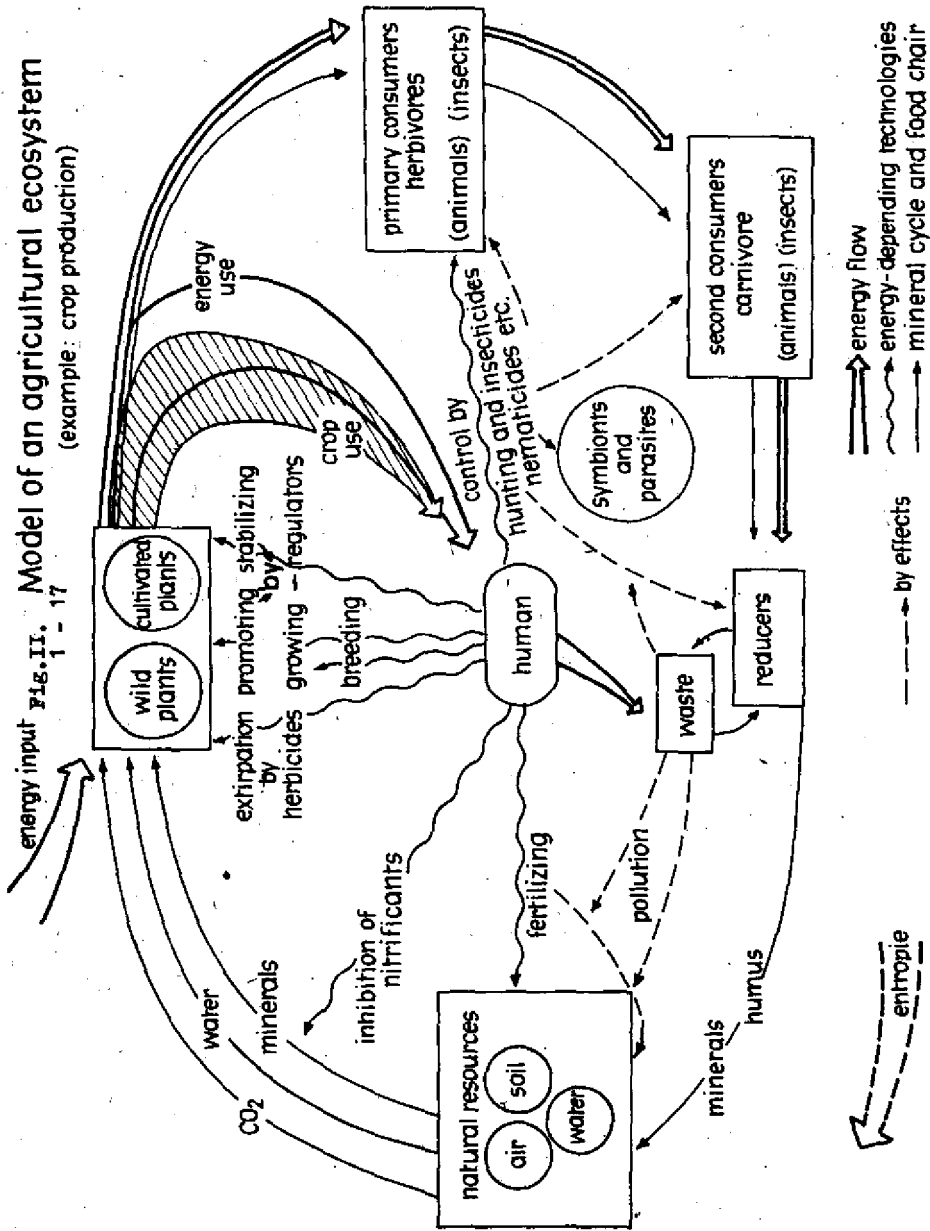 energy input
Fig.II.
1 - 17
Model of an agricultural ecosystem
(example: crop production)
wild
plants
cultivated
plants
CO2
water
minerals
inhibition of
nitrificants
extirpation promoting stabilizing
by by
herbicides growing - regulators
breeding
energy
use
crop
use
primary consumers
herbivores
(animals) (insects)
control by
hunting and insecticides
nematicides etc.
human
symbionts
and
parasites
second consumers
carnivore
(animals) (insects)
natural resources
air
soil
water
fertilizing
pollution
waste
reducers
minerals
humus
entropie
by effects
energy flow
energy-depending technologies
mineral cycle and food chair